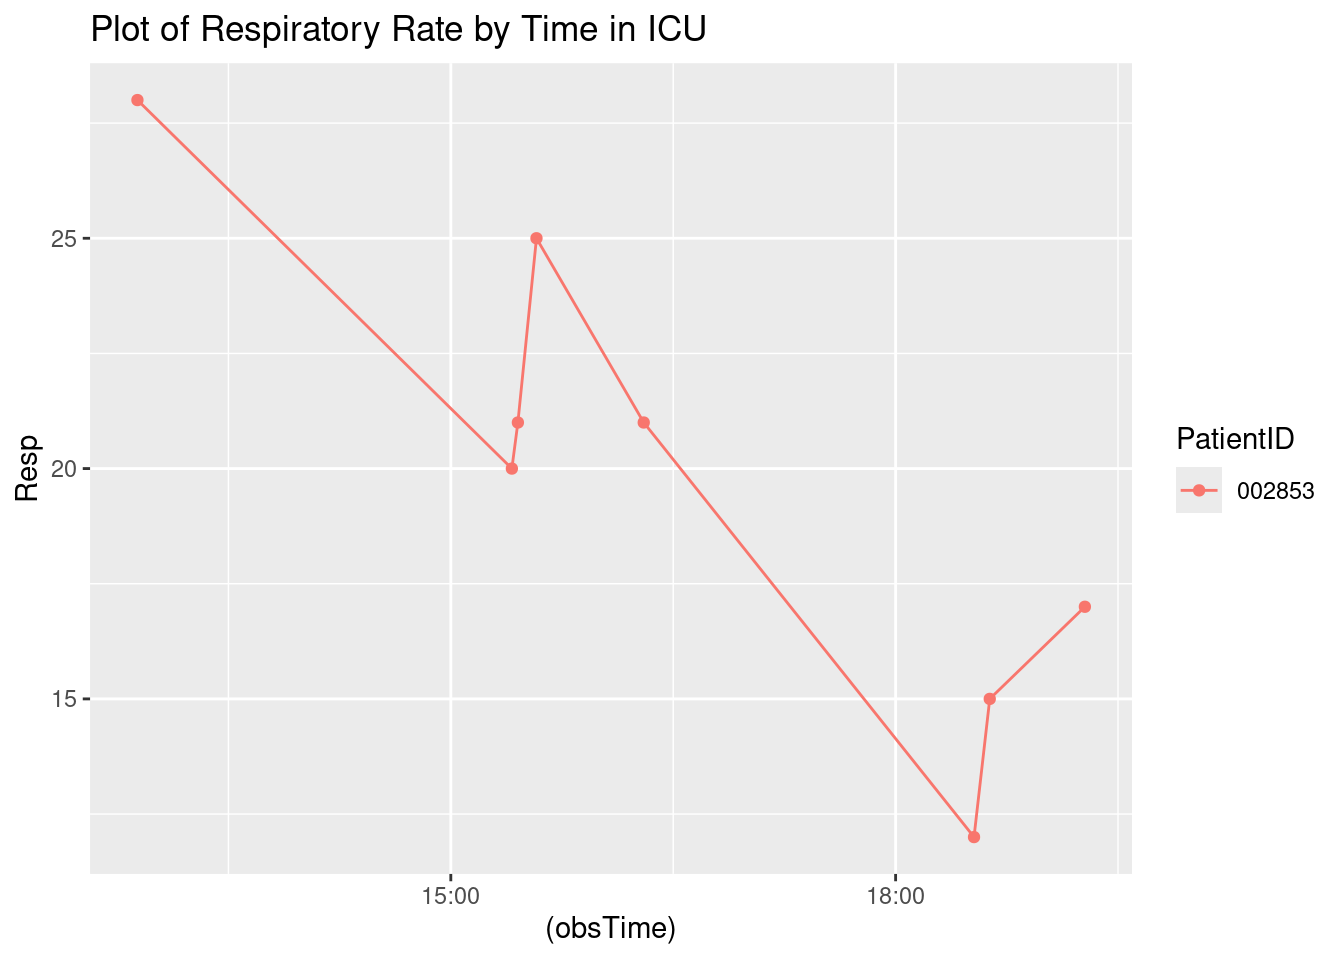 Plot of Respiratory Rate by Time in ICU
25
20
15
Resp
15:00
18:00
(obsTime)
PatientID
002853